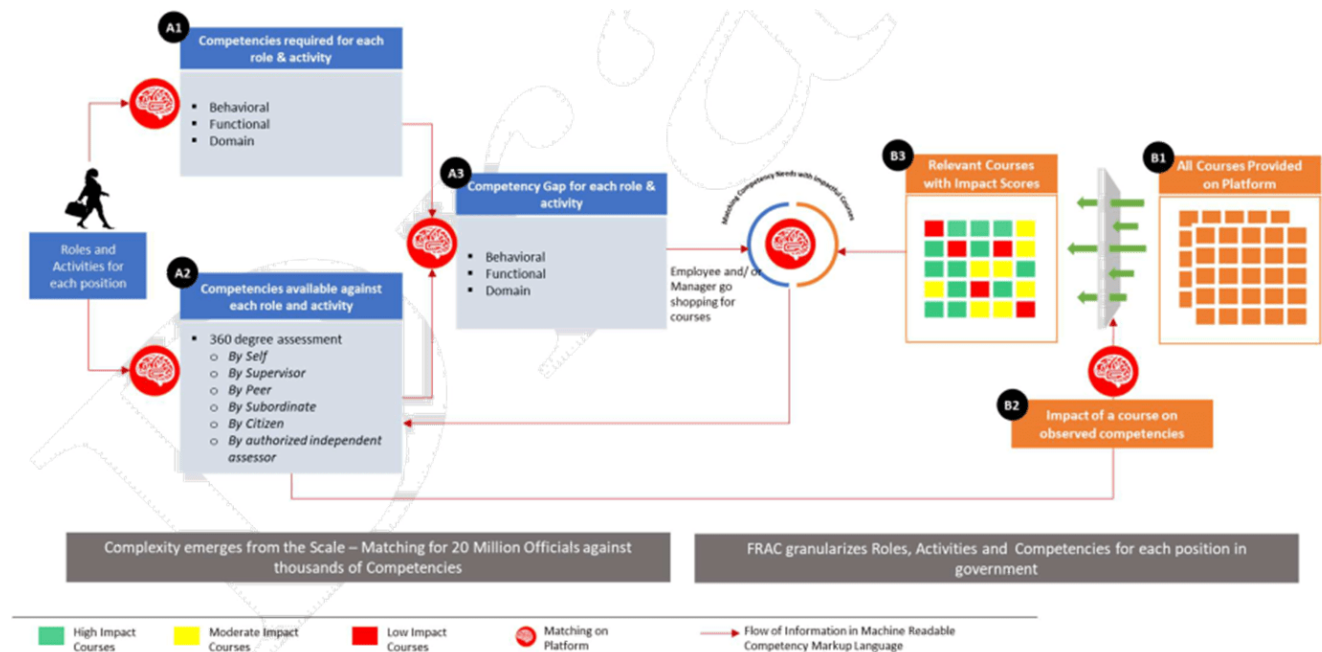 A1
Competencies required for each
role & activity
▪ Behavioral
▪ Functional
▪ Domain
Roles and
Activities for
each position
A2
Competencies available against
each role and activity
▪ 360 degree assessment
o By Self
o By Supervisor
o By Peer
o By Subordinate
o By Citizen
o By authorized independent
assessor
A3
Competency Gap for each role &
activity
▪ Behavioral
▪ Functional
▪ Domain
Employee and/ or
Manager go
shopping for
courses
Matching Competency Needs with Impactful Courses
B3
Relevant Courses
with Impact Scores
B1
All Courses Provided
on Platform
B2
Impact of a course on
observed competencies
Complexity emerges from the Scale – Matching for 20 Million Officials against
thousands of Competencies
FRAC granularizes Roles, Activities and Competencies for each position in
government
High Impact
Courses
Moderate Impact
Courses
Low Impact
Courses
Matching on
Platform
Flow of Information in Machine Readable
Competency Markup Language